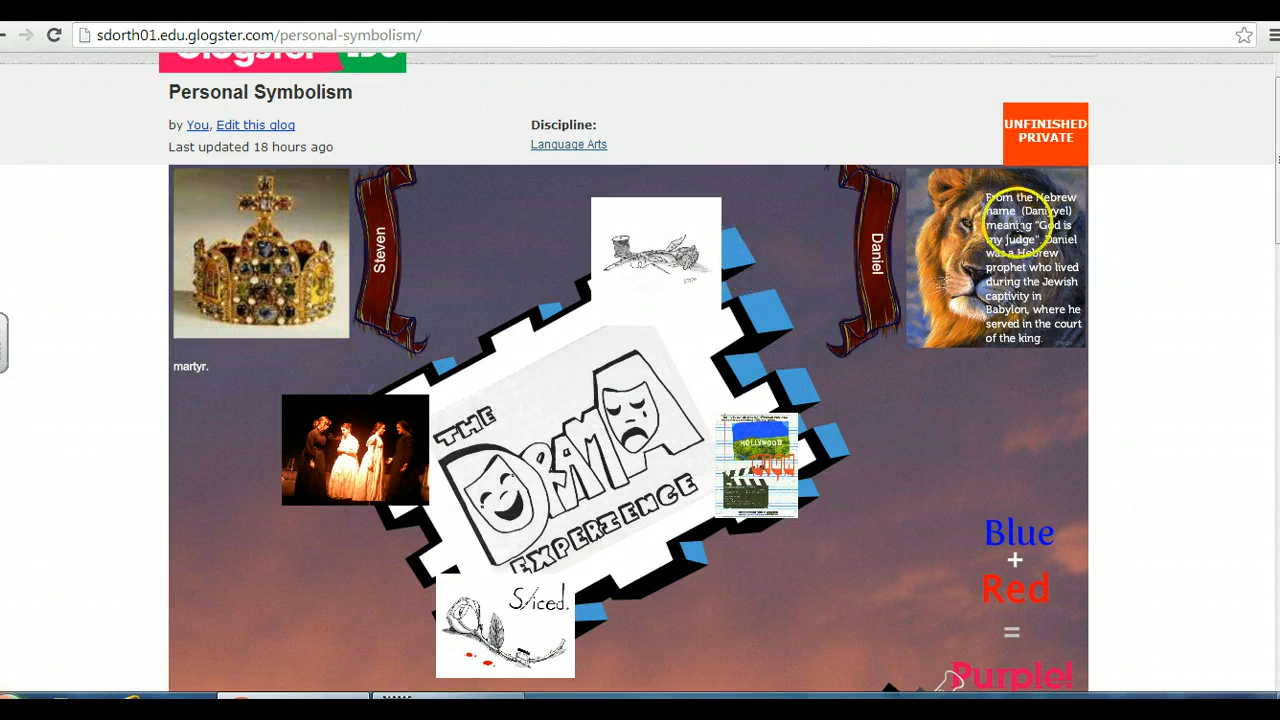 sdorth01.edu.glogster.com/personal-symbolism/
Glogster EDU
Personal Symbolism
by You, Edit this glog
Last updated 18 hours ago
Discipline:
Language Arts
UNFINISHED
PRIVATE
Steven
Daniel
From the Hebrew
name (Daniyyel)
meaning "God is
my judge". Daniel
was a Hebrew
prophet who lived
during the Jewish
captivity in
Babylon, where he
served in the court
of the king.
martyr.
THE
DRAMA
EXPERIENCE
HOLLYWOOD
Sliced.
Blue
+
Red
=
Purple!